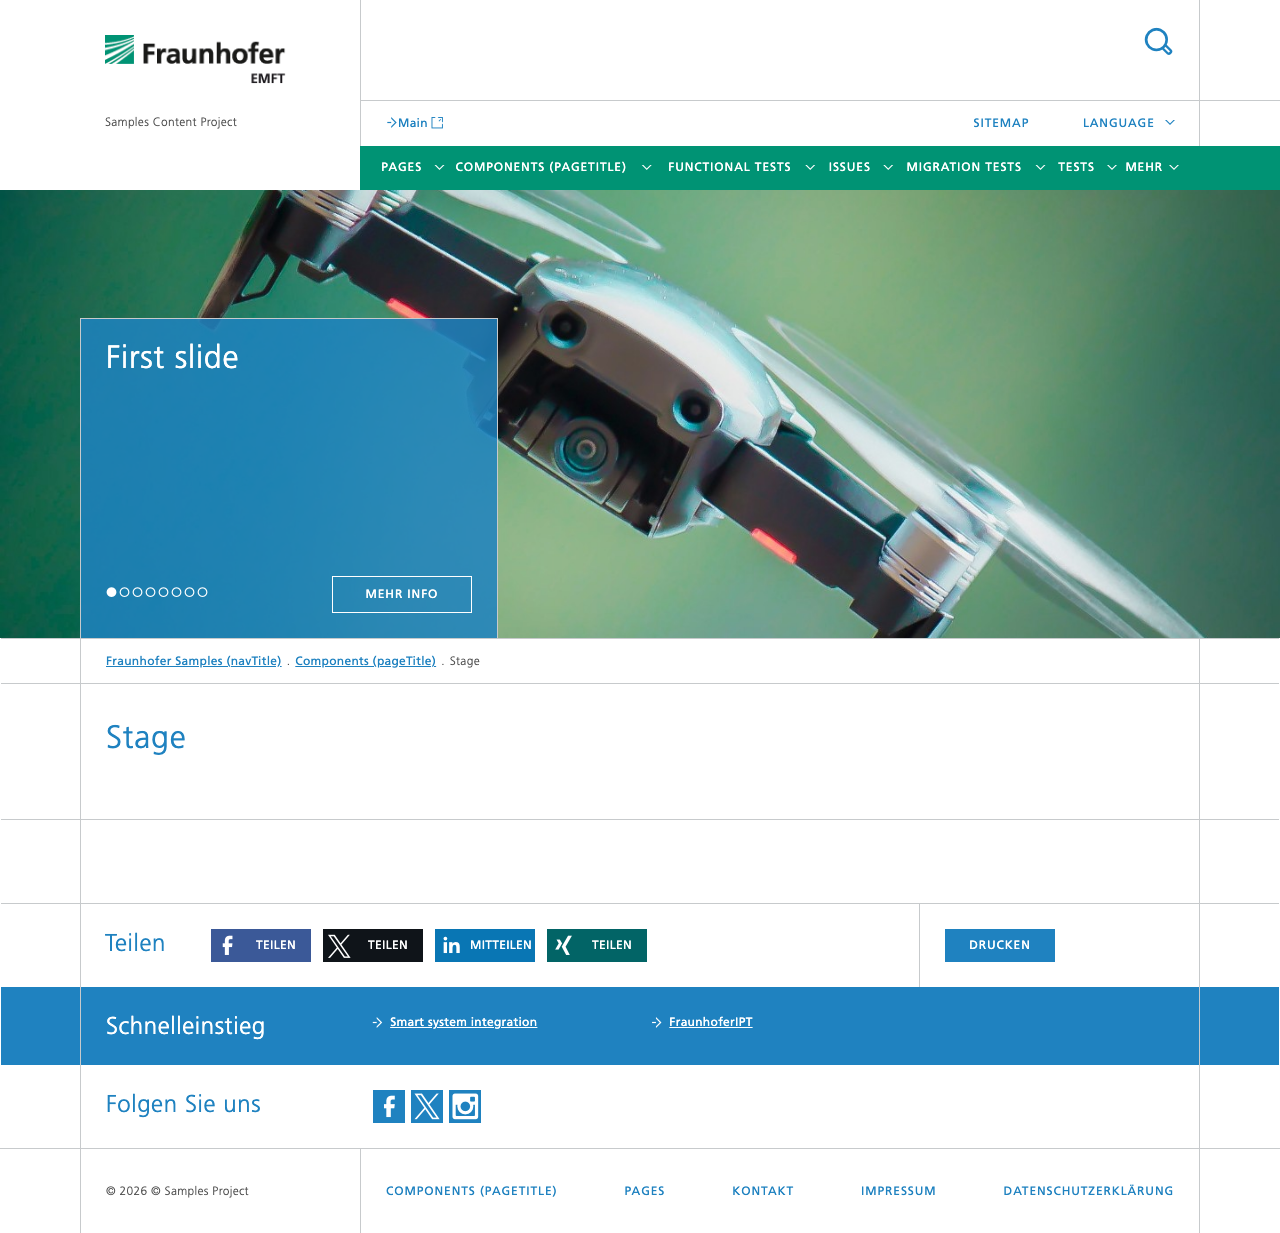 Fraunhofer
EMFT
Samples Content Project
Main
SITEMAP
LANGUAGE
PAGES
COMPONENTS (PAGETITLE)
FUNCTIONAL TESTS
ISSUES
MIGRATION TESTS
TESTS
MEHR
First slide
MEHR INFO
Fraunhofer Samples (navTitle) . Components (pageTitle) . Stage
Stage
Teilen
TEILEN
TEILEN
MITTEILEN
TEILEN
DRUCKEN
Schnelleinstieg
Smart system integration
FraunhoferIPT
Folgen Sie uns
© 2026 © Samples Project
COMPONENTS (PAGETITLE)
PAGES
KONTAKT
IMPRESSUM
DATENSCHUTZERKLÄRUNG